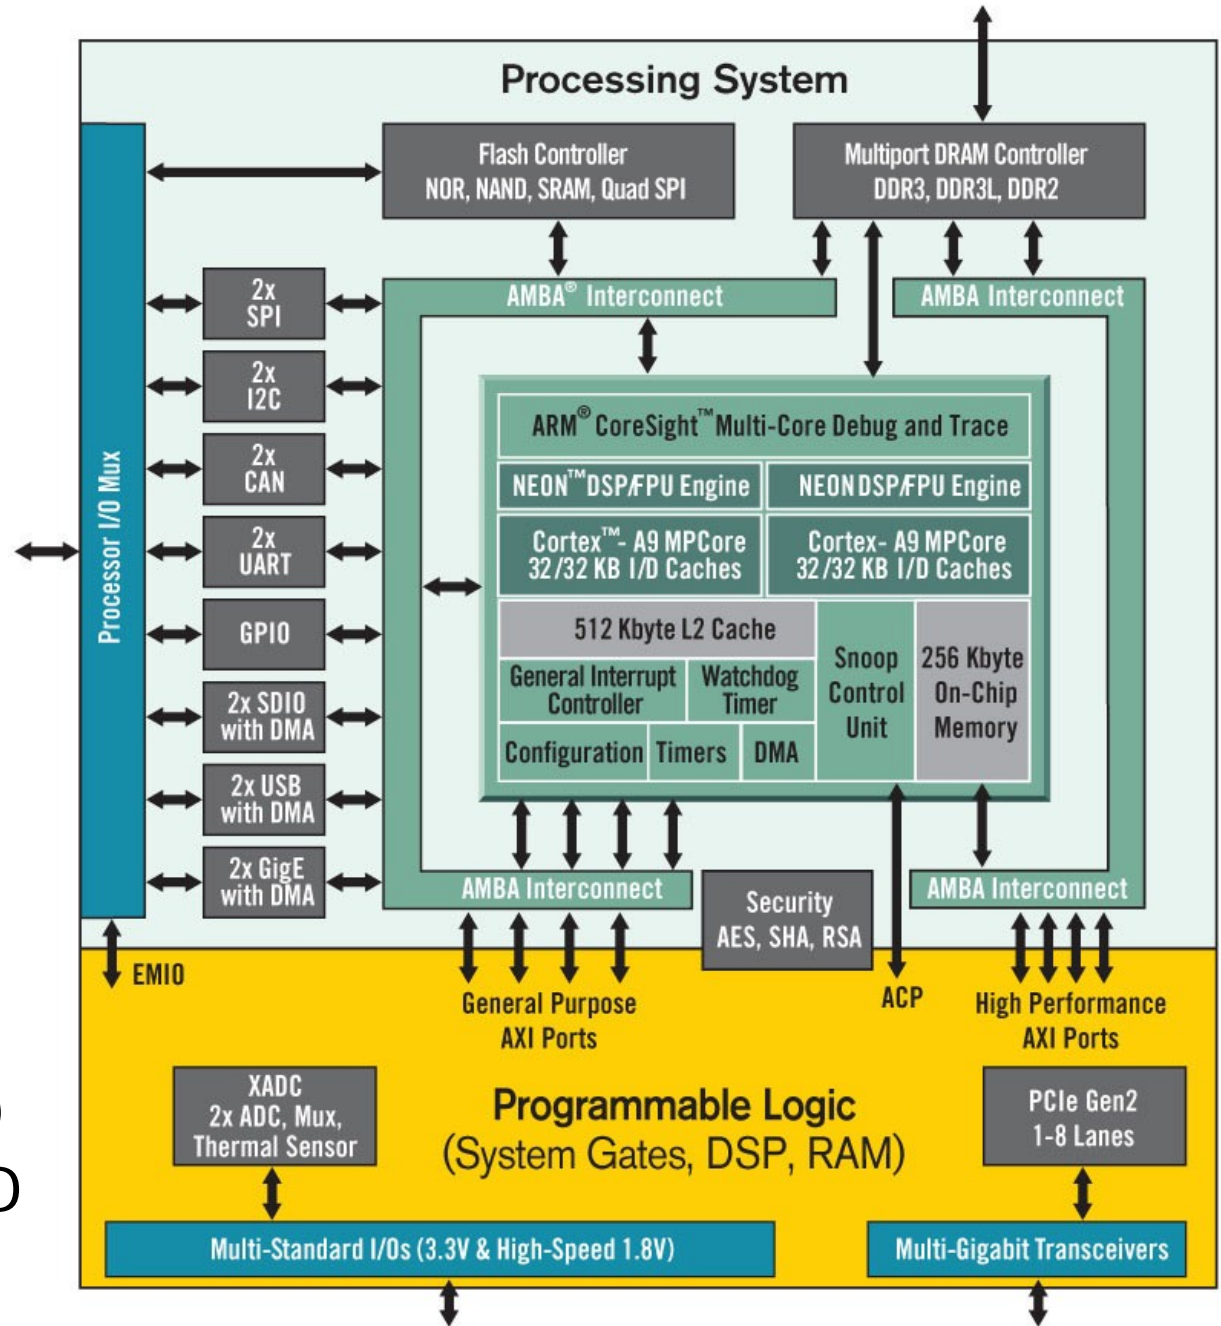 Processing System
Flash Controller
NOR, NAND, SRAM, Quad SPI
Multiport DRAM Controller
DDR3, DDR3L, DDR2
AMBA® Interconnect
AMBA Interconnect
Processor I/O Mux
2x
SPI
2x
I2C
2x
CAN
2x
UART
GPIO
2x SDIO
with DMA
2x USB
with DMA
2x GigE
with DMA
ARM® CoreSight™ Multi-Core Debug and Trace
NEON™ DSP/FPU Engine
NEON DSP/FPU Engine
Cortex™- A9 MPCore
32/32 KB I/D Caches
Cortex- A9 MPCore
32/32 KB I/D Caches
512 Kbyte L2 Cache
General Interrupt
Controller
Watchdog
Timer
Configuration
Timers
DMA
Snoop
Control
Unit
256 Kbyte
On-Chip
Memory
AMBA Interconnect
AMBA Interconnect
Security
AES, SHA, RSA
EMIO
General Purpose
AXI Ports
ACP
High Performance
AXI Ports
XADC
2x ADC, Mux,
Thermal Sensor
Programmable Logic
(System Gates, DSP, RAM)
PCIe Gen2
1-8 Lanes
Multi-Standard I/Os (3.3V & High-Speed 1.8V)
Multi-Gigabit Transceivers